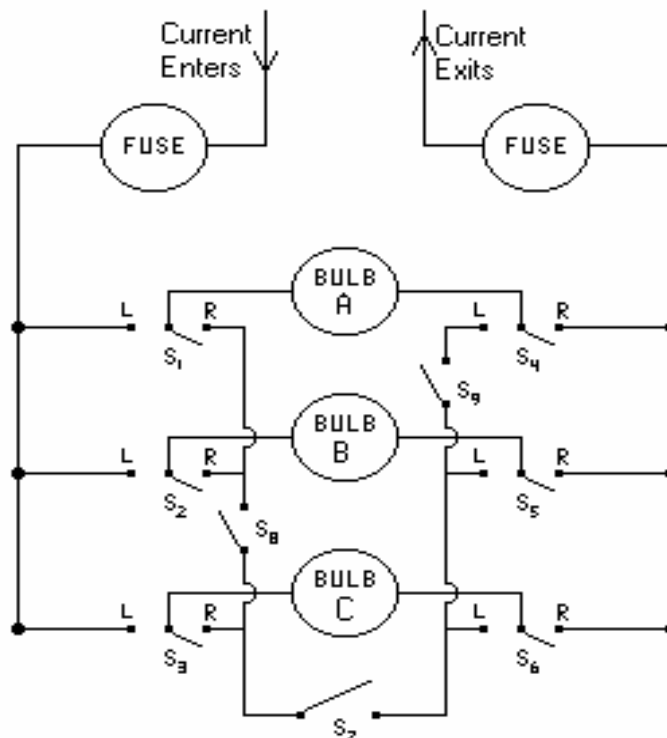 Current Enters
Current Exits
FUSE
FUSE
BULB A
L
R
S₁
L
R
S₄
S₉
BULB B
L
R
S₂
L
R
S₅
S₈
BULB C
L
R
S₃
L
R
S₆
S₇